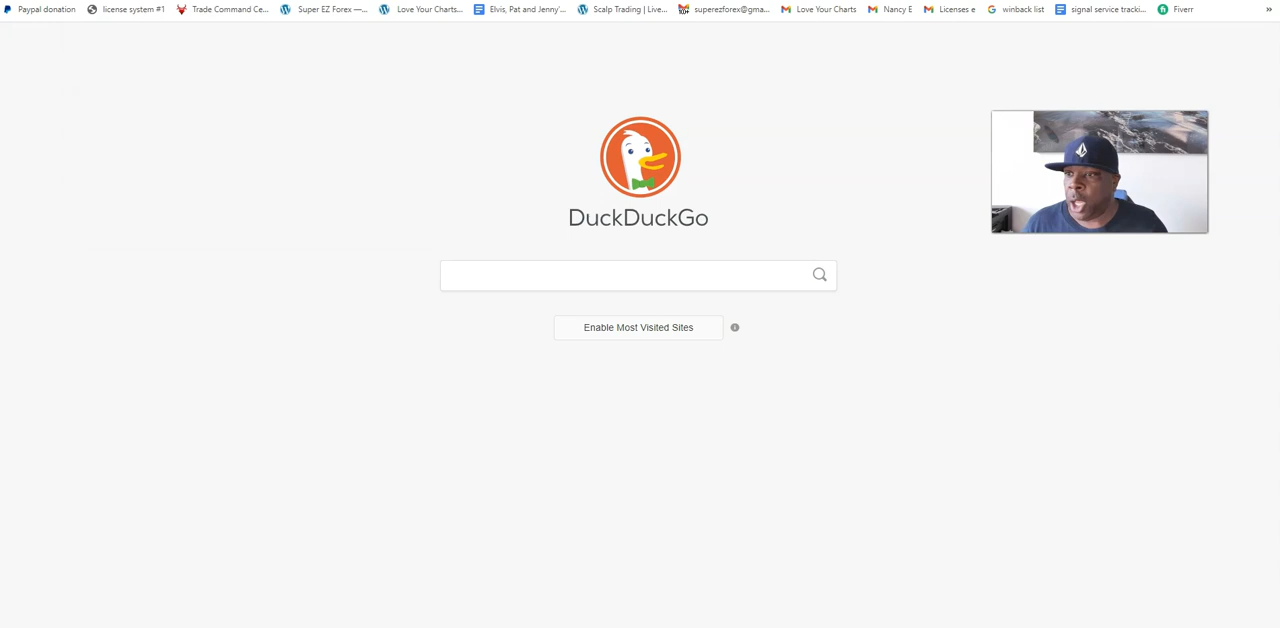 Paypal donation license system #1 Trade Command Ce... Super EZ Forex —... Love Your Charts... Elvis, Pat and Jenny'... Scalp Trading | Live... superezforex@gma... Love Your Charts Nancy E Licenses e winback list signal service tracki... Fiverr »
DuckDuckGo
Enable Most Visited Sites